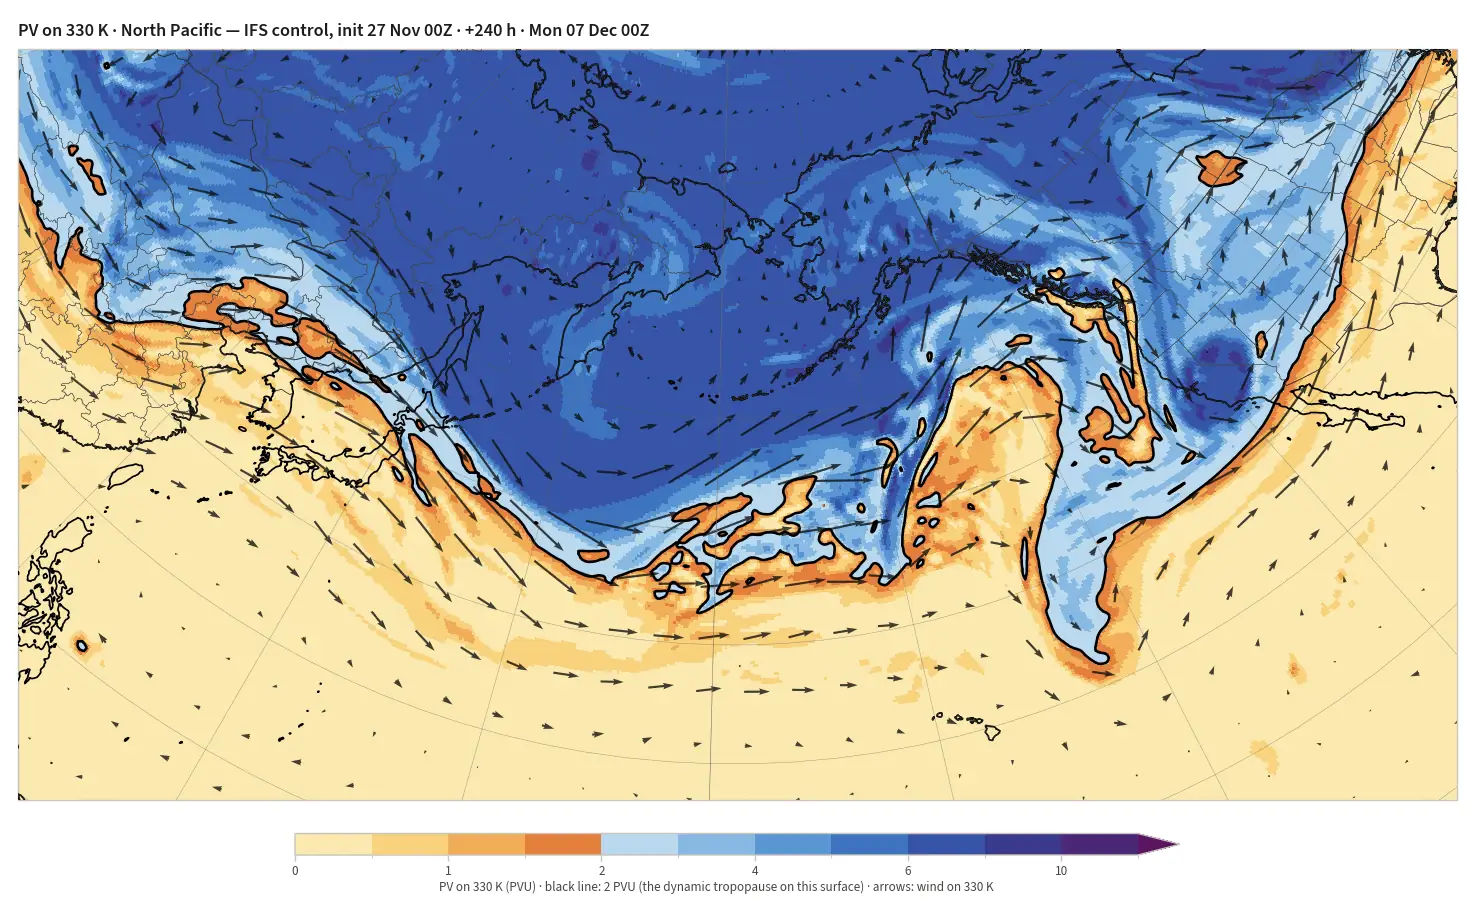 PV on 330 K · North Pacific — IFS control, init 27 Nov 00Z · +240 h · Mon 07 Dec 00Z
0 1 2 4 6 10
PV on 330 K (PVU) · black line: 2 PVU (the dynamic tropopause on this surface) · arrows: wind on 330 K